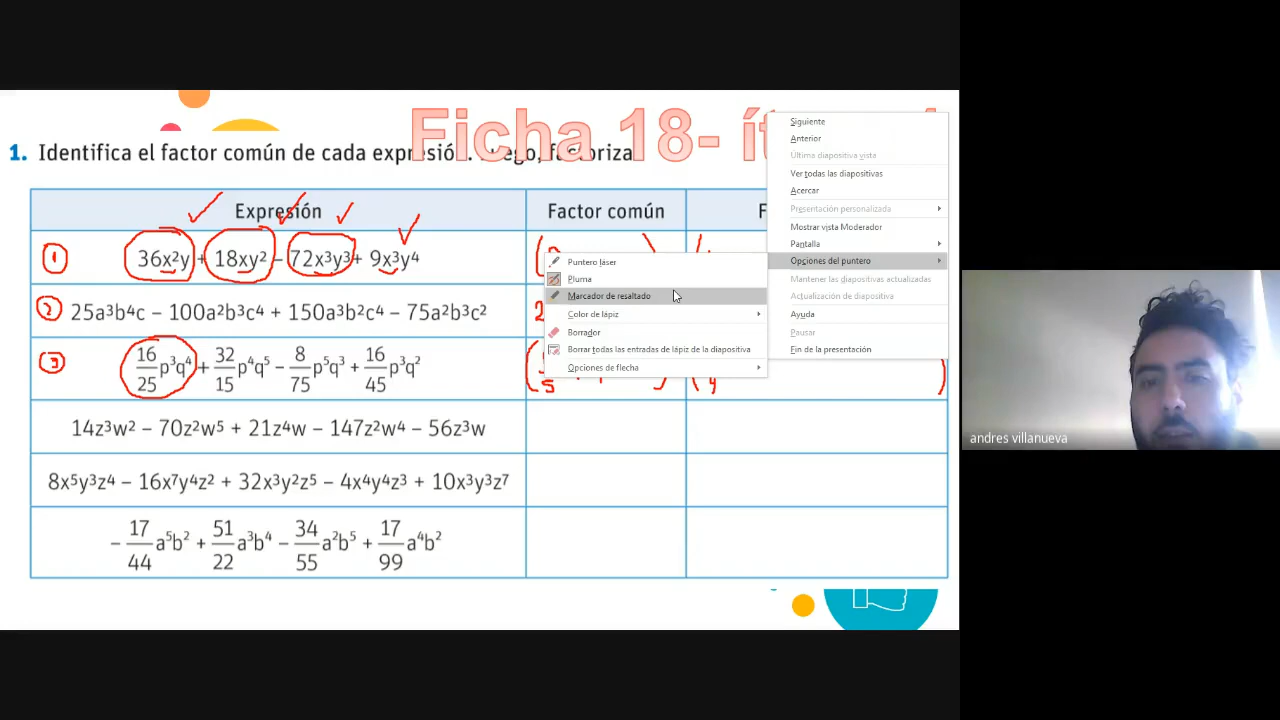 Ficha 18- ít
1. Identifica el factor común de cada expresió.. factoriza
Expresión Factor común F
① 36x²y + 18xy² − 72x³y³ + 9x³y⁴
② 25a³b⁴c − 100a²b³c⁴ + 150a³b²c⁴ − 75a²b³c² 2
③ 16/25 p³q⁴ + 32/15 p⁴q⁵ − 8/75 p⁵q³ + 16/45 p³q²
14z³w² − 70z²w⁵ + 21z⁴w − 147z²w⁴ − 56z³w
8x⁵y³z⁴ − 16x⁷y⁴z² + 32x³y²z⁵ − 4x⁴y⁴z³ + 10x³y³z⁷
− 17/44 a⁵b² + 51/22 a³b⁴ − 34/55 a²b⁵ + 17/99 a⁴b²
Siguiente
Anterior
Última diapositiva vista
Ver todas las diapositivas
Acercar
Presentación personalizada
Mostrar vista Moderador
Pantalla
Opciones del puntero
Mantener las diapositivas actualizadas
Actualización de diapositiva
Ayuda
Pausar
Fin de la presentación
Puntero láser
Pluma
Marcador de resaltado
Color de lápiz
Borrador
Borrar todas las entradas de lápiz de la diapositiva
Opciones de flecha
andres villanueva